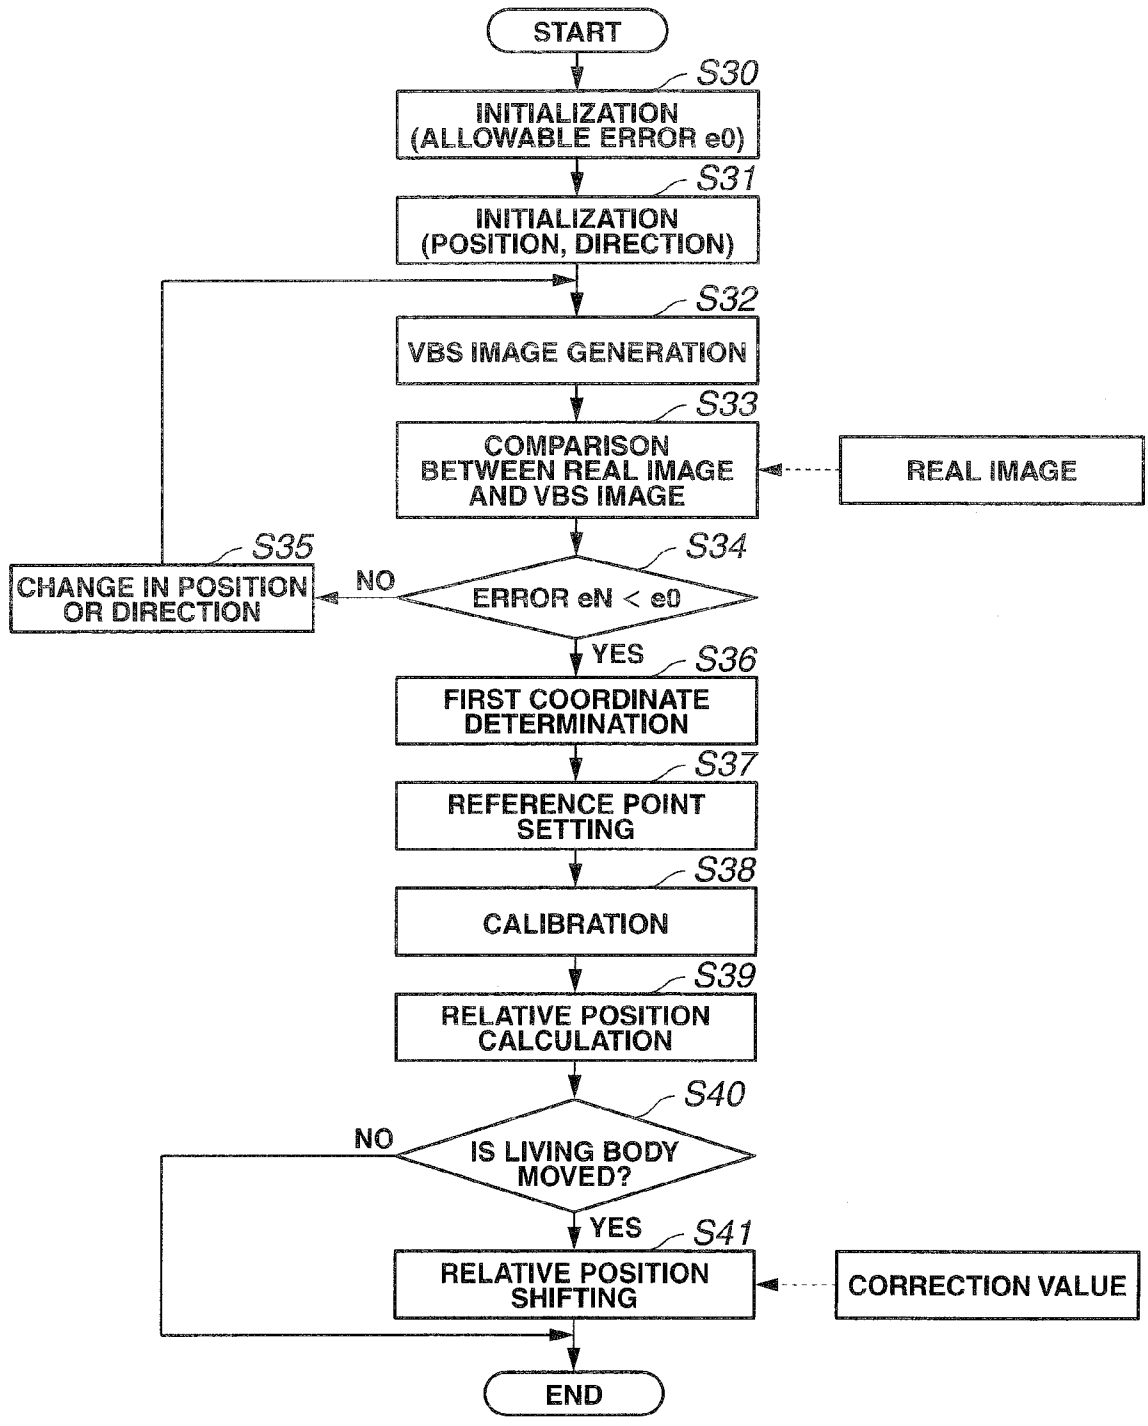 START
S30
INITIALIZATION
(ALLOWABLE ERROR e0)
S31
INITIALIZATION
(POSITION, DIRECTION)
S32
VBS IMAGE GENERATION
S33
COMPARISON
BETWEEN REAL IMAGE
AND VBS IMAGE
REAL IMAGE
S34
ERROR eN < e0
NO
S35
CHANGE IN POSITION
OR DIRECTION
YES
S36
FIRST COORDINATE
DETERMINATION
S37
REFERENCE POINT
SETTING
S38
CALIBRATION
S39
RELATIVE POSITION
CALCULATION
S40
IS LIVING BODY
MOVED?
NO
YES
S41
RELATIVE POSITION
SHIFTING
CORRECTION VALUE
END